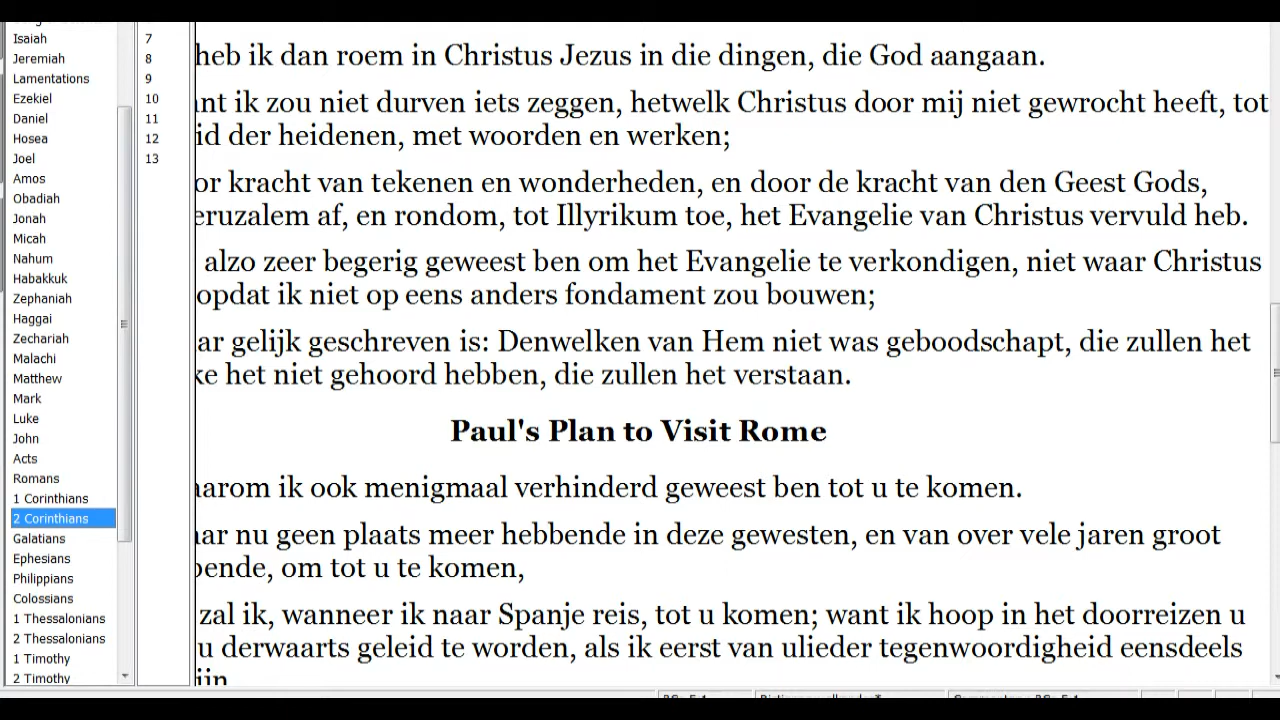 Isaiah
Jeremiah
Lamentations
Ezekiel
Daniel
Hosea
Joel
Amos
Obadiah
Jonah
Micah
Nahum
Habakkuk
Zephaniah
Haggai
Zechariah
Malachi
Matthew
Mark
Luke
John
Acts
Romans
1 Corinthians
2 Corinthians
Galatians
Ephesians
Philippians
Colossians
1 Thessalonians
2 Thessalonians
1 Timothy
2 Timothy
7
8
9
10
11
12
13
heb ik dan roem in Christus Jezus in die dingen, die God aangaan.
ik zou niet durven iets zeggen, hetwelk Christus door mij niet gewrocht heeft, tot
der heidenen, met woorden en werken;
kracht van tekenen en wonderheden, en door de kracht van den Geest Gods,
eruzalem af, en rondom, tot Illyrikum toe, het Evangelie van Christus vervuld heb.
alzo zeer begerig geweest ben om het Evangelie te verkondigen, niet waar Christus
opdat ik niet op eens anders fondament zou bouwen;
ar gelijk geschreven is: Denwelken van Hem niet was geboodschapt, die zullen het
ke het niet gehoord hebben, die zullen het verstaan.
Paul's Plan to Visit Rome
aarom ik ook menigmaal verhinderd geweest ben tot u te komen.
ar nu geen plaats meer hebbende in deze gewesten, en van over vele jaren groot
bende, om tot u te komen,
zal ik, wanneer ik naar Spanje reis, tot u komen; want ik hoop in het doorreizen u
u derwaarts geleid te worden, als ik eerst van ulieder tegenwoordigheid eensdeels